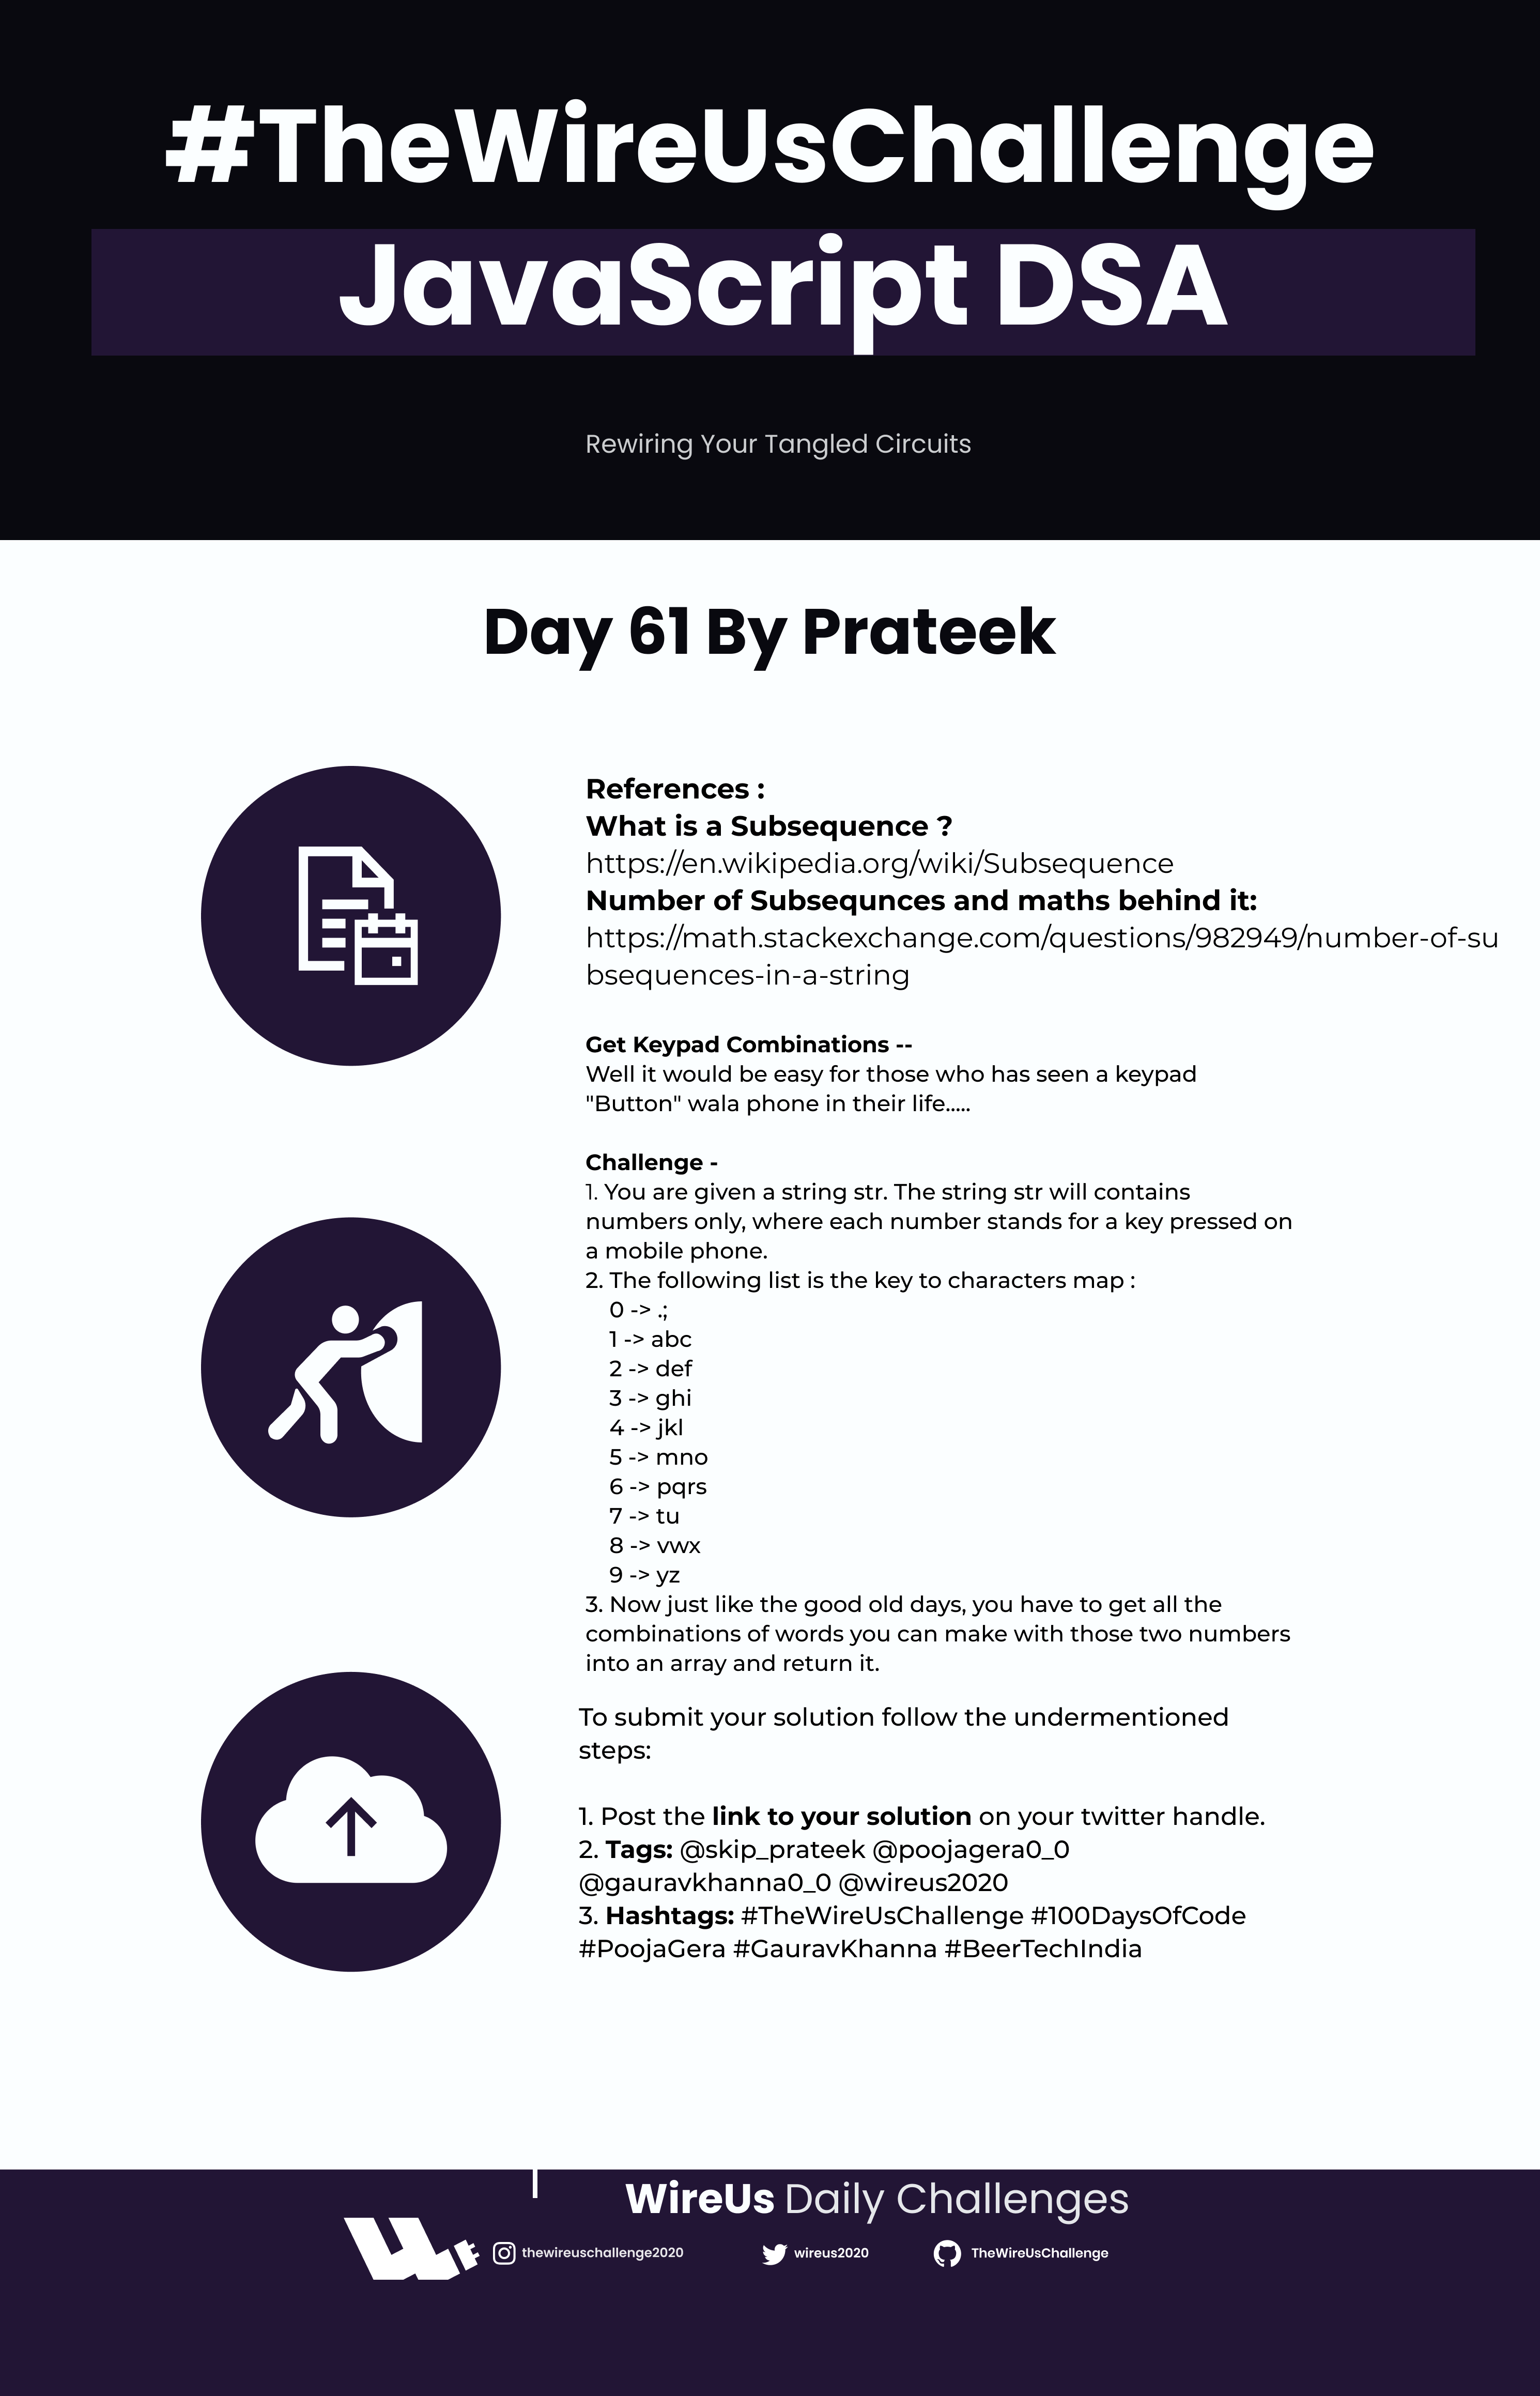 #TheWireUsChallenge
JavaScript DSA
Rewiring Your Tangled Circuits
Day 61 By Prateek
References :
What is a Subsequence ?
https://en.wikipedia.org/wiki/Subsequence
Number of Subsequnces and maths behind it:
https://math.stackexchange.com/questions/982949/number-of-su
bsequences-in-a-string
Get Keypad Combinations --
Well it would be easy for those who has seen a keypad
"Button" wala phone in their life.....
Challenge -
1. You are given a string str. The string str will contains
numbers only, where each number stands for a key pressed on
a mobile phone.
2. The following list is the key to characters map :
0 -> .;
1 -> abc
2 -> def
3 -> ghi
4 -> jkl
5 -> mno
6 -> pqrs
7 -> tu
8 -> vwx
9 -> yz
3. Now just like the good old days, you have to get all the
combinations of words you can make with those two numbers
into an array and return it.
To submit your solution follow the undermentioned
steps:
1. Post the link to your solution on your twitter handle.
2. Tags: @skip_prateek @poojagera0_0
@gauravkhanna0_0 @wireus2020
3. Hashtags: #TheWireUsChallenge #100DaysOfCode
#PoojaGera #GauravKhanna #BeerTechIndia
WireUs Daily Challenges
thewireuschallenge2020 wireus2020 TheWireUsChallenge